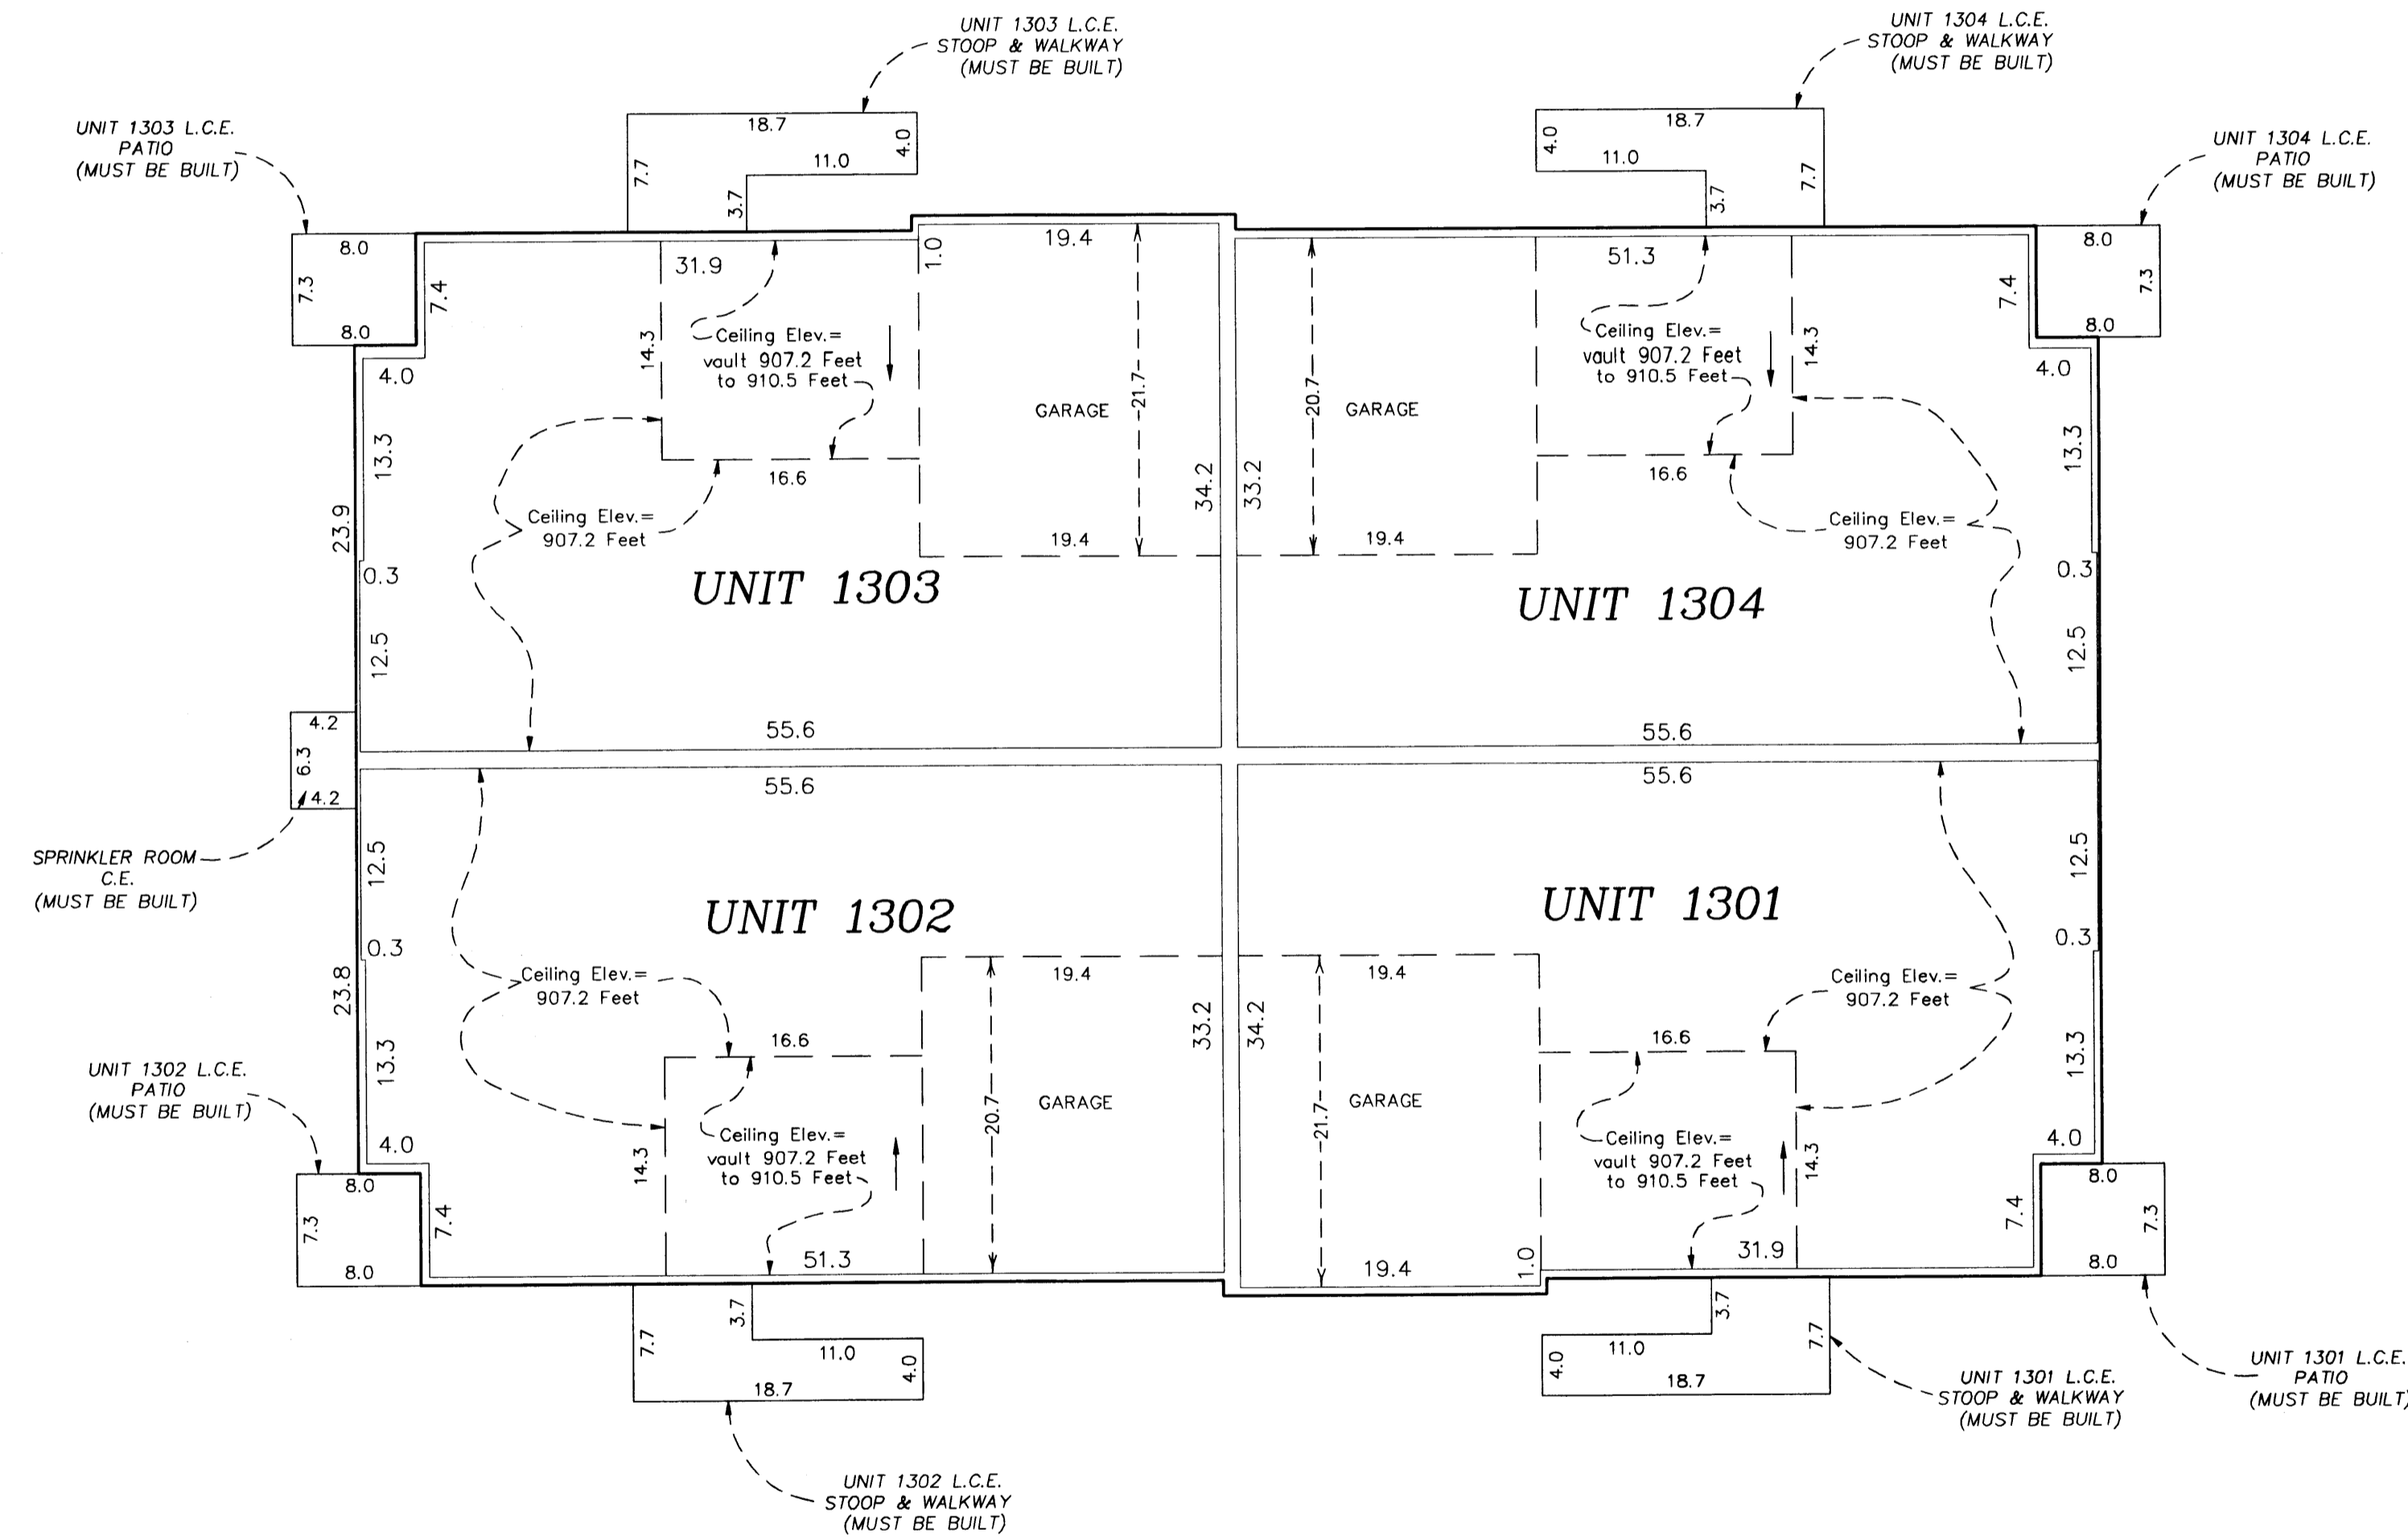 UNIT 1303 L.C.E.
STOOP & WALKWAY
(MUST BE BUILT)
UNIT 1304 L.C.E.
STOOP & WALKWAY
(MUST BE BUILT)
UNIT 1303 L.C.E.
PATIO
(MUST BE BUILT)
UNIT 1304 L.C.E.
PATIO
(MUST BE BUILT)
18.7
4.0
11.0
7.7
3.7
18.7
4.0
11.0
7.7
3.7
8.0
7.3
8.0
7.4
31.9
1.0
19.4
51.3
7.4
8.0
7.3
8.0
4.0
14.3
Ceiling Elev.=
vault 907.2 Feet
to 910.5 Feet
GARAGE
21.7
20.7
GARAGE
Ceiling Elev.=
vault 907.2 Feet
to 910.5 Feet
14.3
4.0
13.3
16.6
34.2
33.2
16.6
13.3
23.9
Ceiling Elev.=
907.2 Feet
19.4
19.4
Ceiling Elev.=
907.2 Feet
0.3
UNIT 1303
UNIT 1304
0.3
12.5
12.5
55.6
55.6
4.2
6.3
4.2
55.6
55.6
SPRINKLER ROOM
C.E.
(MUST BE BUILT)
12.5
12.5
UNIT 1302
UNIT 1301
0.3
0.3
23.8
Ceiling Elev.=
907.2 Feet
19.4
19.4
Ceiling Elev.=
907.2 Feet
33.2
34.2
16.6
16.6
13.3
13.3
UNIT 1302 L.C.E.
PATIO
(MUST BE BUILT)
4.0
14.3
Ceiling Elev.=
vault 907.2 Feet
to 910.5 Feet
20.7
GARAGE
21.7
GARAGE
Ceiling Elev.=
vault 907.2 Feet
to 910.5 Feet
14.3
4.0
8.0
7.3
8.0
7.4
51.3
19.4
1.0
31.9
7.4
8.0
7.3
8.0
7.7
3.7
11.0
4.0
18.7
3.7
7.7
11.0
4.0
18.7
UNIT 1301 L.C.E.
STOOP & WALKWAY
(MUST BE BUILT)
UNIT 1301 L.C.E.
PATIO
(MUST BE BUILT)
UNIT 1302 L.C.E.
STOOP & WALKWAY
(MUST BE BUILT)